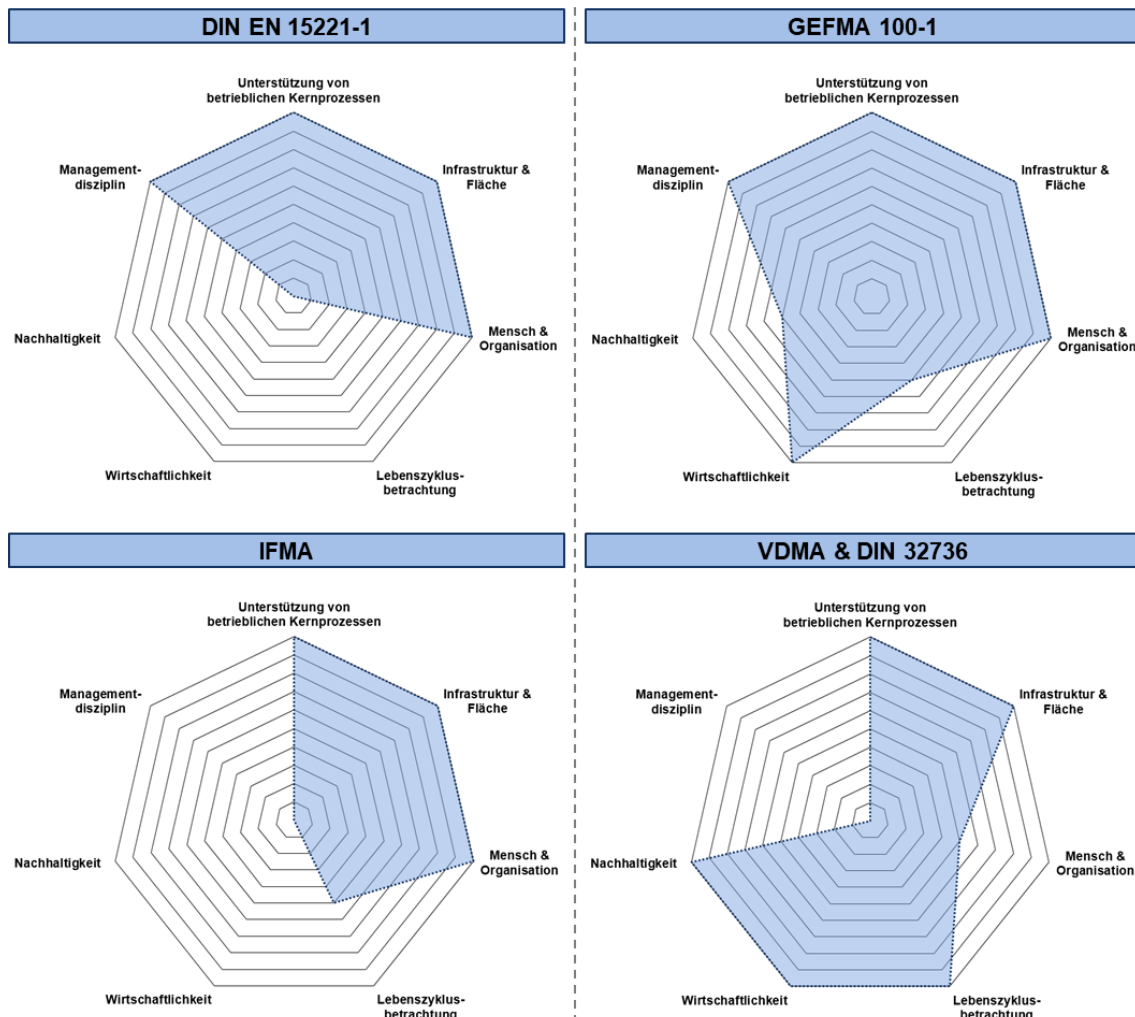 DIN EN 15221-1
Unterstützung von
betrieblichen Kernprozessen
Management-
disziplin
Infrastruktur &
Fläche
Nachhaltigkeit
Mensch &
Organisation
Wirtschaftlichkeit
Lebenszyklus-
betrachtung
GEFMA 100-1
Unterstützung von
betrieblichen Kernprozessen
Management-
disziplin
Infrastruktur &
Fläche
Nachhaltigkeit
Mensch &
Organisation
Wirtschaftlichkeit
Lebenszyklus-
betrachtung
IFMA
Unterstützung von
betrieblichen Kernprozessen
Management-
disziplin
Infrastruktur &
Fläche
Nachhaltigkeit
Mensch &
Organisation
Wirtschaftlichkeit
Lebenszyklus-
betrachtung
VDMA & DIN 32736
Unterstützung von
betrieblichen Kernprozessen
Management-
disziplin
Infrastruktur &
Fläche
Nachhaltigkeit
Mensch &
Organisation
Wirtschaftlichkeit
Lebenszyklus-
betrachtung